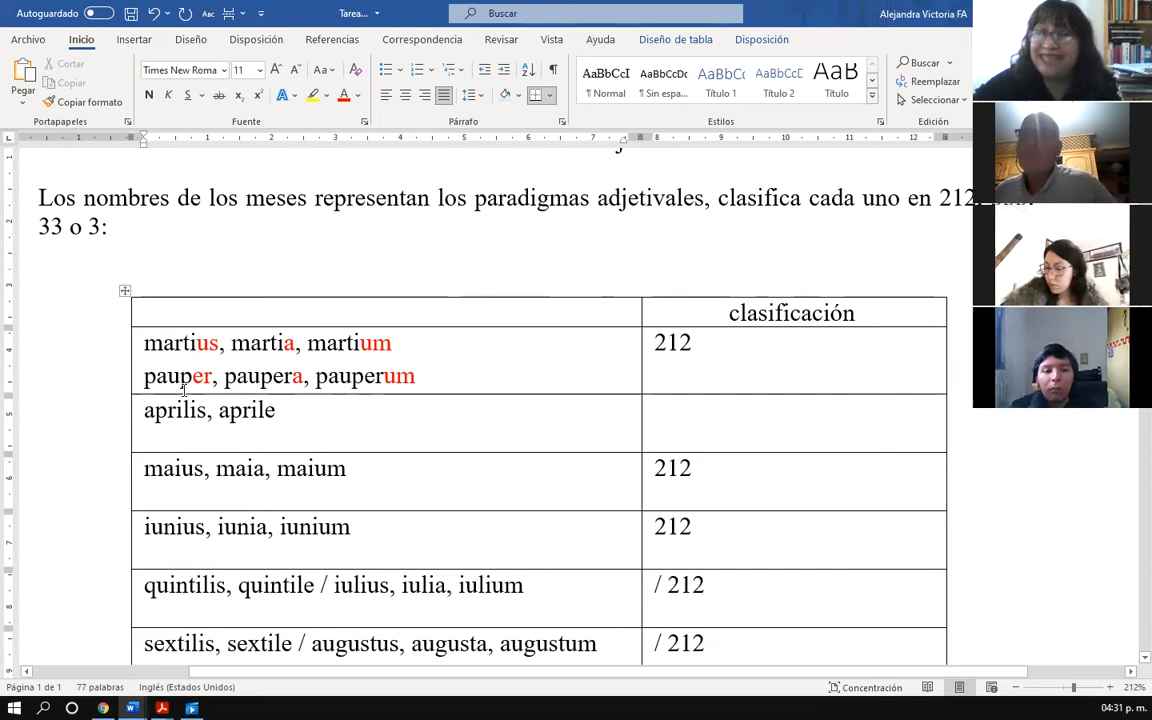 Autoguardado
Tarea...
Buscar
Alejandra Victoria FA
Archivo Inicio Insertar Diseño Disposición Referencias Correspondencia Revisar Vista Ayuda Diseño de tabla Disposición
Pegar
Cortar
Copiar
Copiar formato
Times New Roma 11
AaBbCcI AaBbCcDc AaBbCc AaBbCcD AaBb
¶ Normal ¶ Sin espa... Título 1 Título 2 Título
Buscar
Reemplazar
Seleccionar
Portapapeles Fuente Párrafo Estilos Edición
Los nombres de los meses representan los paradigmas adjetivales, clasifica cada uno en 212,
33 o 3:
clasificación
martius, martia, martium 212
pauper, paupera, pauperum
aprilis, aprile
maius, maia, maium 212
iunius, iunia, iunium 212
quintilis, quintile / iulius, iulia, iulium / 212
sextilis, sextile / augustus, augusta, augustum / 212
Página 1 de 1 77 palabras Inglés (Estados Unidos) Concentración 212%
04:31 p. m.